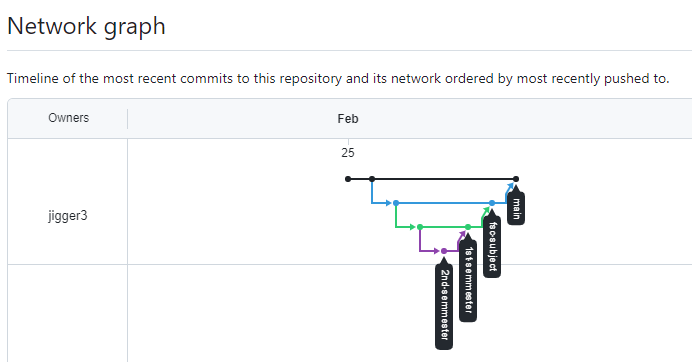 Network graph
Timeline of the most recent commits to this repository and its network ordered by most recently pushed to.
Owners
Feb
25
jigger3
main
fsc-subject
1st-semmester
2nd-semmester